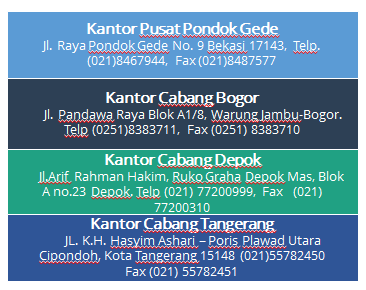 Kantor Pusat Pondok Gede
Jl. Raya Pondok Gede No. 9 Bekasi 17143, Telp.
(021)8467944, Fax (021)8487577
Kantor Cabang Bogor
Jl. Pandawa Raya Blok A1/8, Warung Jambu-Bogor.
Telp (0251)8383711, Fax (0251) 8383710
Kantor Cabang Depok
Jl.Arif Rahman Hakim, Ruko Graha Depok Mas, Blok
A no.23 Depok, Telp (021) 77200999, Fax (021)
77200310
Kantor Cabang Tangerang
JL. K.H. Hasyim Ashari – Poris Plawad Utara
Cipondoh, Kota Tangerang 15148 (021)55782450
Fax (021) 55782451